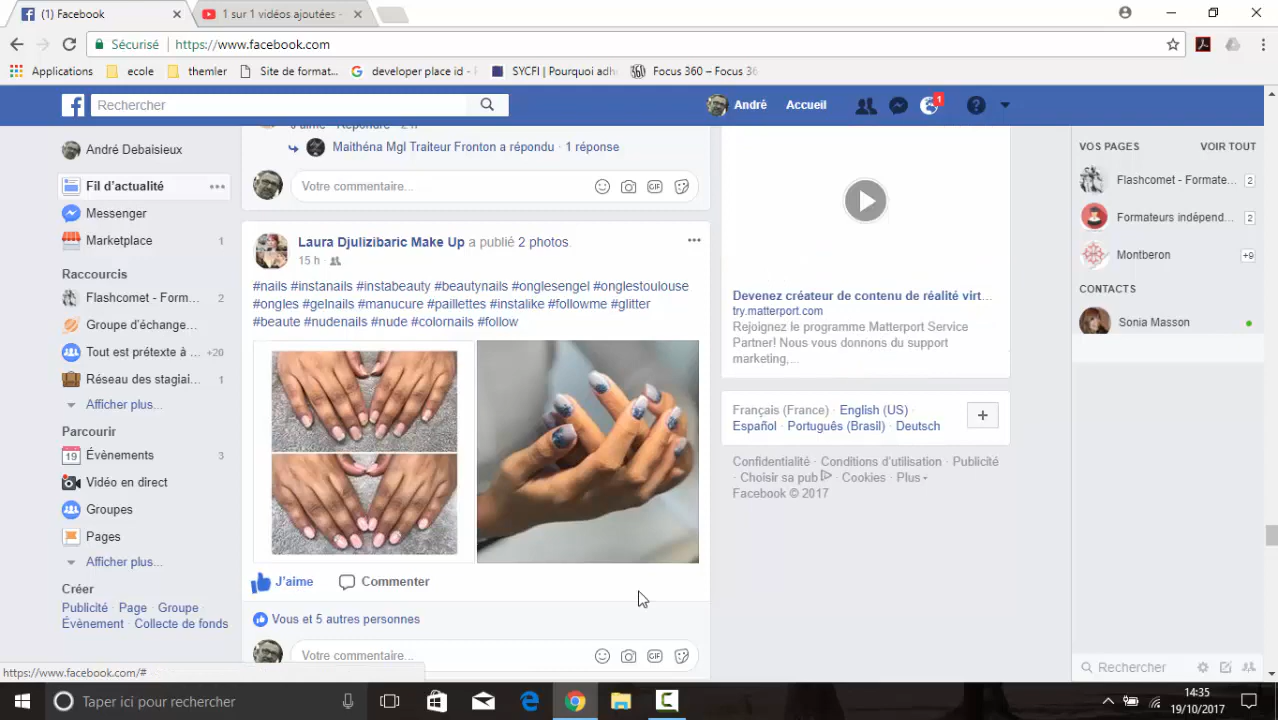 (1) Facebook
1 sur 1 vidéos ajoutées -
Sécurisé https://www.facebook.com
Applications ecole themler Site de format... developer place id - SYCFI | Pourquoi adh Focus 360 – Focus 36
Rechercher André Accueil 1
André Debaisieux
Fil d'actualité
Messenger
Marketplace 1
Raccourcis
Flashcomet - Form... 2
Groupe d'échange...
Tout est prétexte à ... +20
Réseau des stagiai... 1
Afficher plus...
Parcourir
19 Évènements 3
Vidéo en direct
Groupes
Pages
Afficher plus...
Créer
Publicité · Page · Groupe ·
Évènement · Collecte de fonds
https://www.facebook.com/#
J'aime · Répondre · 2 h
Maithéna Mgl Traiteur Fronton a répondu · 1 réponse
Votre commentaire...
GIF
Laura Djulizibaric Make Up a publié 2 photos.
15 h ·
#nails #instanails #instabeauty #beautynails #onglesengel #onglestoulouse
#ongles #gelnails #manucure #paillettes #instalike #followme #glitter
#beaute #nudenails #nude #colornails #follow
J'aime Commenter
Vous et 5 autres personnes
Votre commentaire...
GIF
Devenez créateur de contenu de réalité virt...
try.matterport.com
Rejoignez le programme Matterport Service
Partner! Nous vous donnons du support
marketing,...
Français (France) · English (US) ·
Español · Português (Brasil) · Deutsch
+
Confidentialité · Conditions d'utilisation · Publicité
· Choisir sa pub · Cookies · Plus
Facebook © 2017
VOS PAGES VOIR TOUT
Flashcomet - Formate... 2
Formateurs indépend... 2
Montberon +9
CONTACTS
Sonia Masson
Rechercher
Taper ici pour rechercher
14:35
19/10/2017